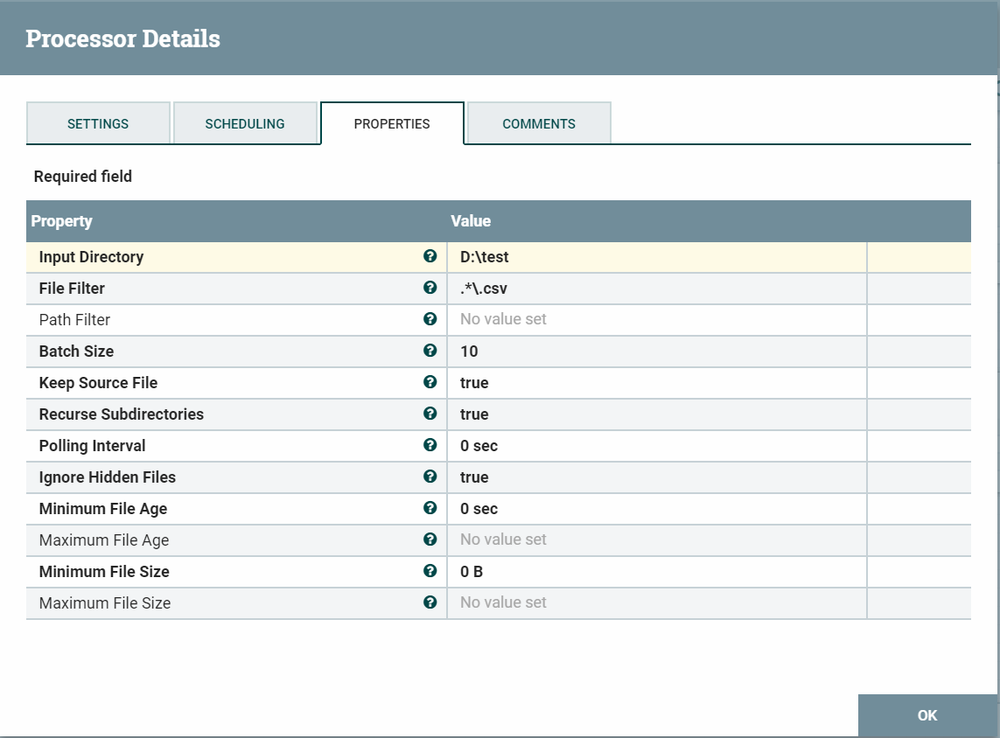 Processor Details
SETTINGS SCHEDULING PROPERTIES COMMENTS
Required field
Property Value
Input Directory ? D:\test
File Filter ? .*\.csv
Path Filter ? No value set
Batch Size ? 10
Keep Source File ? true
Recurse Subdirectories ? true
Polling Interval ? 0 sec
Ignore Hidden Files ? true
Minimum File Age ? 0 sec
Maximum File Age ? No value set
Minimum File Size ? 0 B
Maximum File Size ? No value set
OK